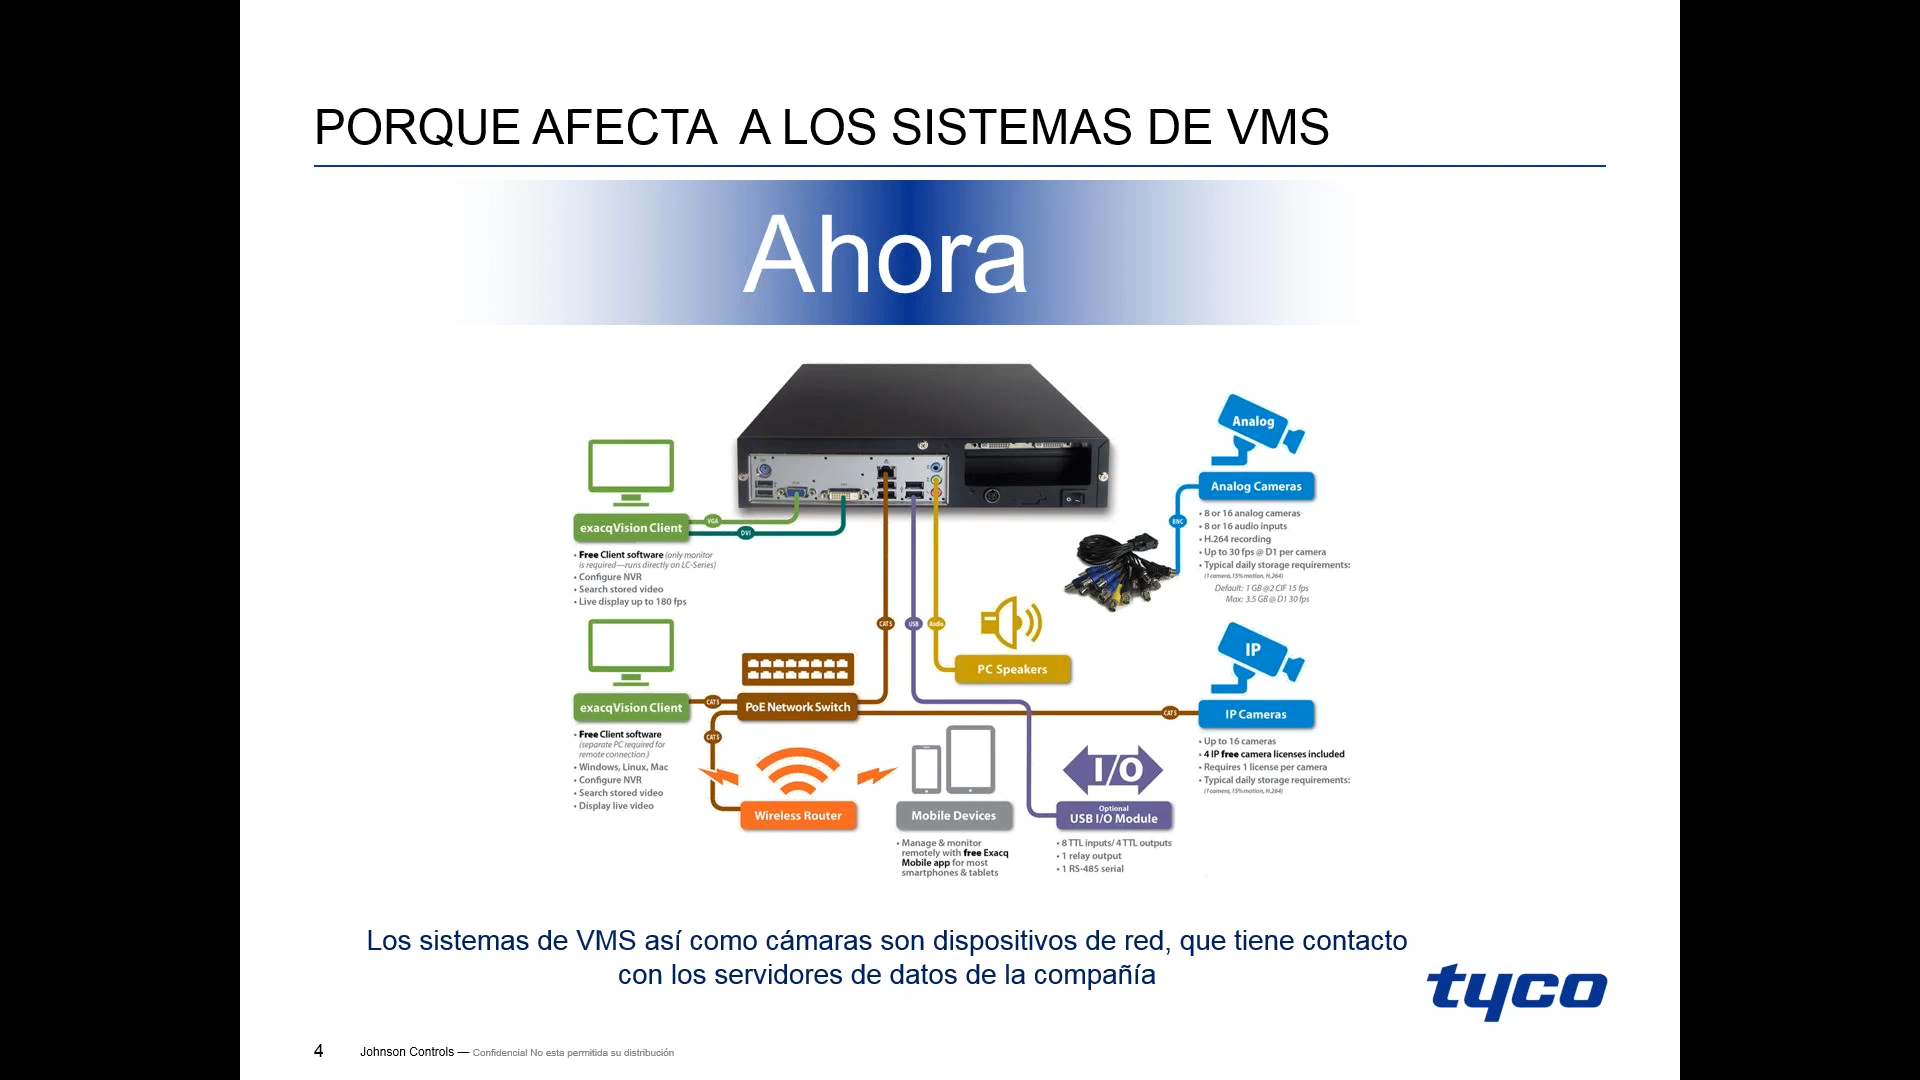 PORQUE AFECTA  A LOS SISTEMAS DE VMS
Ahora
exacqVision Client
• Free Client software (only monitor
is required—runs directly on LC-Series)
• Configure NVR
• Search stored video
• Live display up to 180 fps
VGA
DVI
exacqVision Client
• Free Client software
(separate PC required for
remote connection )
• Windows, Linux, Mac
• Configure NVR
• Search stored video
• Display live video
CAT5
PoE Network Switch
CAT5
Wireless Router
CAT5
USB
Audio
PC Speakers
Mobile Devices
• Manage & monitor
remotely with free Exacq
Mobile app for most
smartphones & tablets
I/O
Optional
USB I/O Module
• 8 TTL inputs/ 4 TTL outputs
• 1 relay output
• 1 RS-485 serial
Analog
Analog Cameras
BNC
• 8 or 16 analog cameras
• 8 or 16 audio inputs
• H.264 recording
• Up to 30 fps @ D1 per camera
• Typical daily storage requirements:
(1 camera, 15% motion, H.264)
Default: 1 GB @2 CIF 15 fps
Max: 3.5 GB @ D1 30 fps
IP
CAT5
IP Cameras
• Up to 16 cameras
• 4 IP free camera licenses included
• Requires 1 license per camera
• Typical daily storage requirements:
(1 camera, 15% motion, H.264)
Los sistemas de VMS así como cámaras son dispositivos de red, que tiene contacto
con los servidores de datos de la compañía
tyco
4 Johnson Controls — Confidencial No esta permitida su distribución